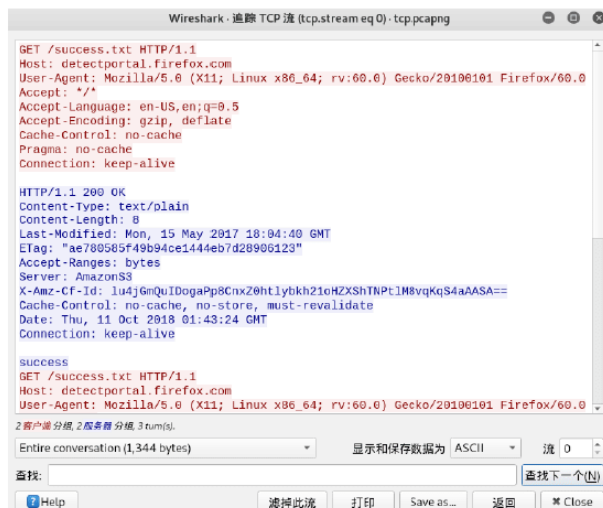 Wireshark · 追踪 TCP 流 (tcp.stream eq 0) · tcp.pcapng
GET /success.txt HTTP/1.1
Host: detectportal.firefox.com
User-Agent: Mozilla/5.0 (X11; Linux x86_64; rv:60.0) Gecko/20100101 Firefox/60.0
Accept: */*
Accept-Language: en-US,en;q=0.5
Accept-Encoding: gzip, deflate
Cache-Control: no-cache
Pragma: no-cache
Connection: keep-alive
HTTP/1.1 200 OK
Content-Type: text/plain
Content-Length: 8
Last-Modified: Mon, 15 May 2017 18:04:40 GMT
ETag: "ae780585f49b94ce1444eb7d28906123"
Accept-Ranges: bytes
Server: AmazonS3
X-Amz-Cf-Id: lu4jGmQuIDogaPp8CnxZ0htlybkh21oHZXShTNPtlM8vqKqS4aAASA==
Cache-Control: no-cache, no-store, must-revalidate
Date: Thu, 11 Oct 2018 01:43:24 GMT
Connection: keep-alive
success
GET /success.txt HTTP/1.1
Host: detectportal.firefox.com
User-Agent: Mozilla/5.0 (X11; Linux x86_64; rv:60.0) Gecko/20100101 Firefox/60.0
2 客户端 分组, 2 服务器 分组, 3 turn(s).
Entire conversation (1,344 bytes) 显示和保存数据为 ASCII 流 0
查找: 查找下一个(N)
Help 滤掉此流 打印 Save as... 返回 Close